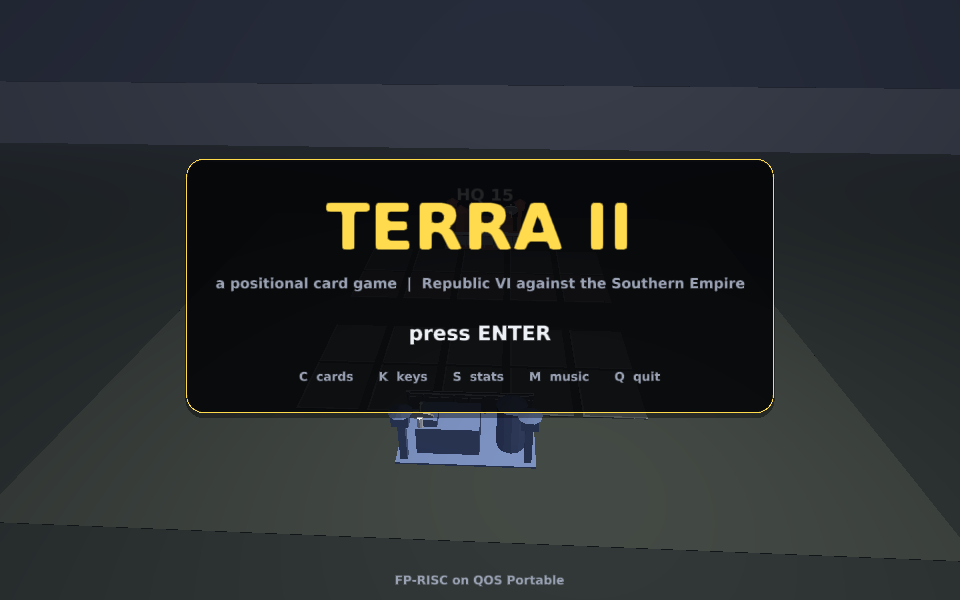 HQ 15
TERRA II
a positional card game | Republic VI against the Southern Empire
press ENTER
C cards K keys S stats M music Q quit
FP-RISC on QOS Portable